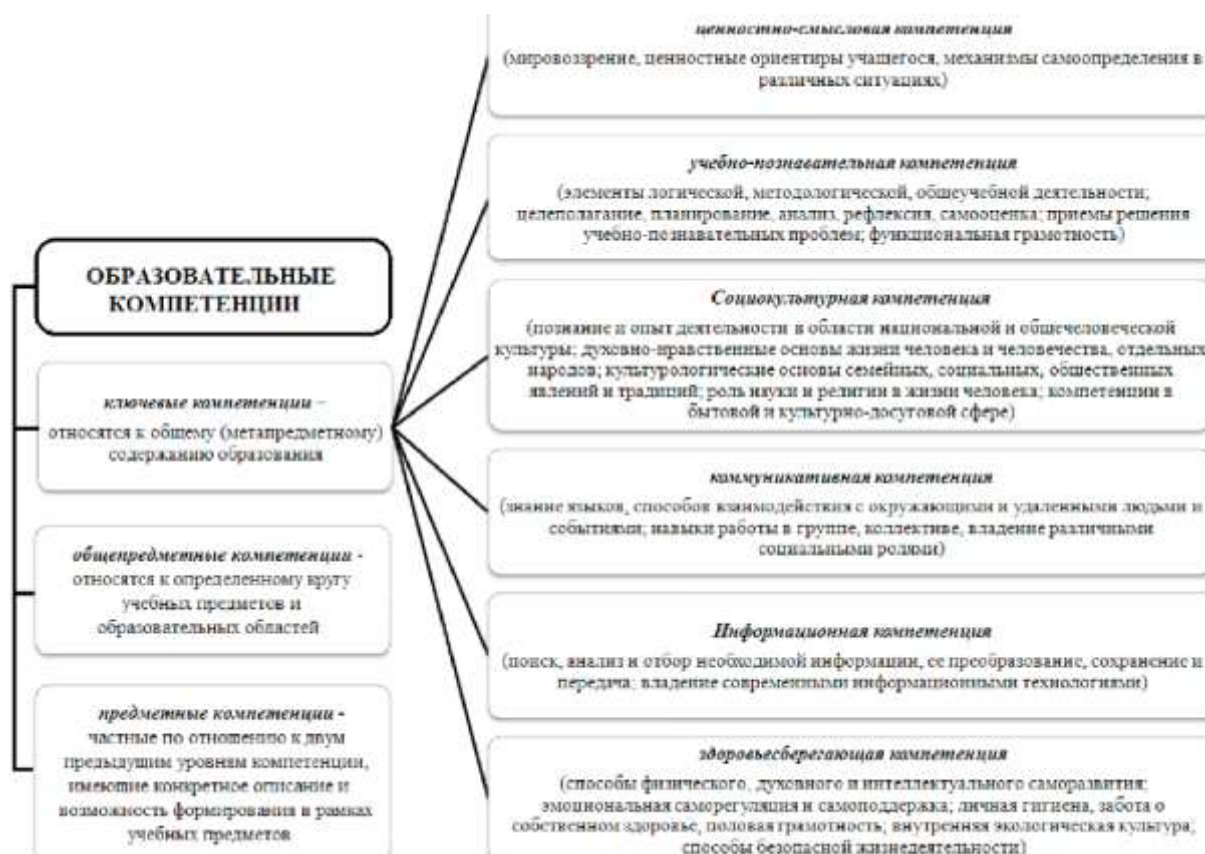 ОБРАЗОВАТЕЛЬНЫЕ
КОМПЕТЕНЦИИ
ключевые компетенции –
относятся к общему (метапредметному)
содержанию образования
общепредметные компетенции -
относятся к определенному кругу
учебных предметов и
образовательных областей
предметные компетенции -
частные по отношению к двум
предыдущим уровням компетенции,
имеющие конкретное описание и
возможность формирования в рамках
учебных предметов
ценностно-смысловая компетенция
(мировоззрение, ценностные ориентиры учащегося, механизмы самоопределения в
различных ситуациях)
учебно-познавательная компетенция
(элементы логической, методологической, общеучебной деятельности;
целеполагание, планирование, анализ, рефлексия, самооценка; приемы решения
учебно-познавательных проблем; функциональная грамотность)
Социокультурная компетенция
(познание и опыт деятельности в области национальной и общечеловеческой
культуры; духовно-нравственные основы жизни человека и человечества, отдельных
народов; культурологические основы семейных, социальных, общественных
явлений и традиций; роль науки и религии в жизни человека; компетенции в
бытовой и культурно-досуговой сфере)
коммуникативная компетенция
(знание языков, способов взаимодействия с окружающими и удаленными людьми и
событиями; навыки работы в группе, коллективе, владение различными
социальными ролями)
Информационная компетенция
(поиск, анализ и отбор необходимой информации, ее преобразование, сохранение и
передача; владение современными информационными технологиями)
здоровьесберегающая компетенция
(способы физического, духовного и интеллектуального саморазвития;
эмоциональная саморегуляция и самоподдержка; личная гигиена, забота о
собственном здоровье, половая грамотность; внутренняя экологическая культура;
способы безопасной жизнедеятельности)